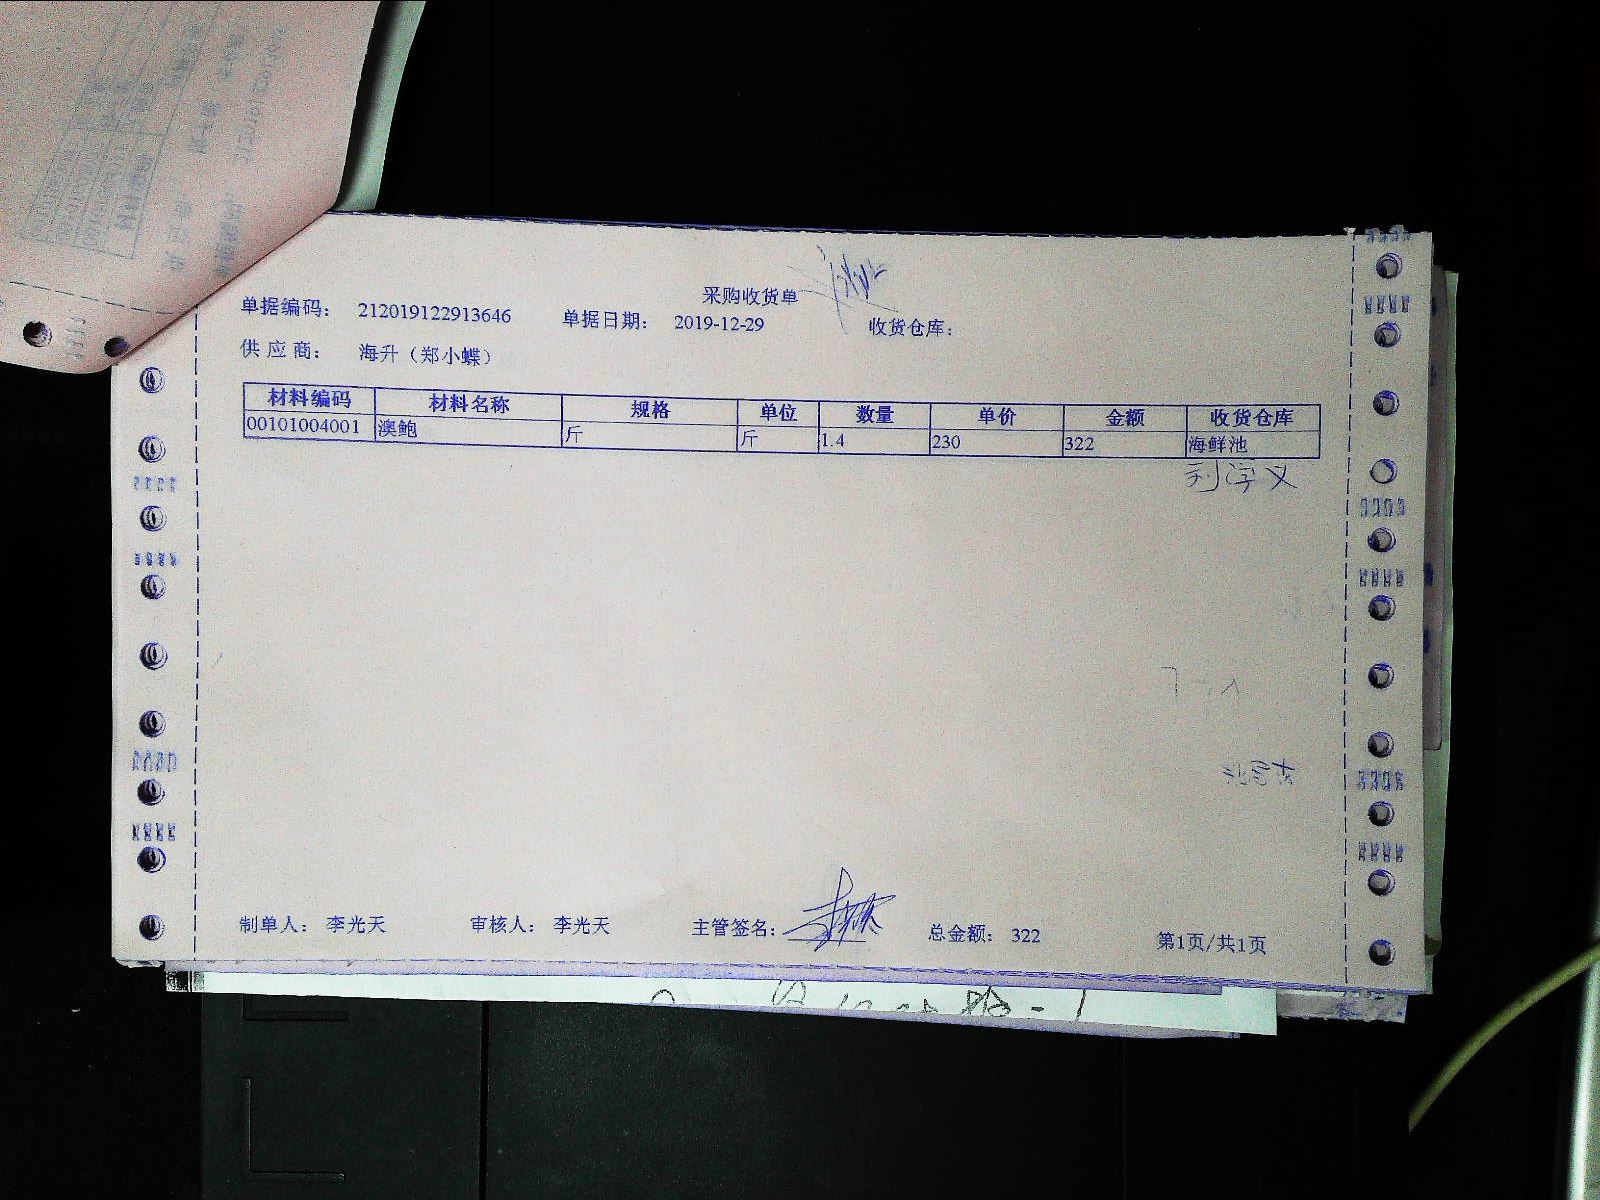 采购收货单
单据编码： 212019122913646 单据日期： 2019-12-29 收货仓库：
供应商： 海升（郑小蝶）
材料编码 材料名称 规格 单位 数量 单价 金额 收货仓库
00101004001 澳鲍 斤 斤 1.4 230 322 海鲜池
制单人： 李光天 审核人： 李光天 主管签名： 总金额： 322 第1页/共1页